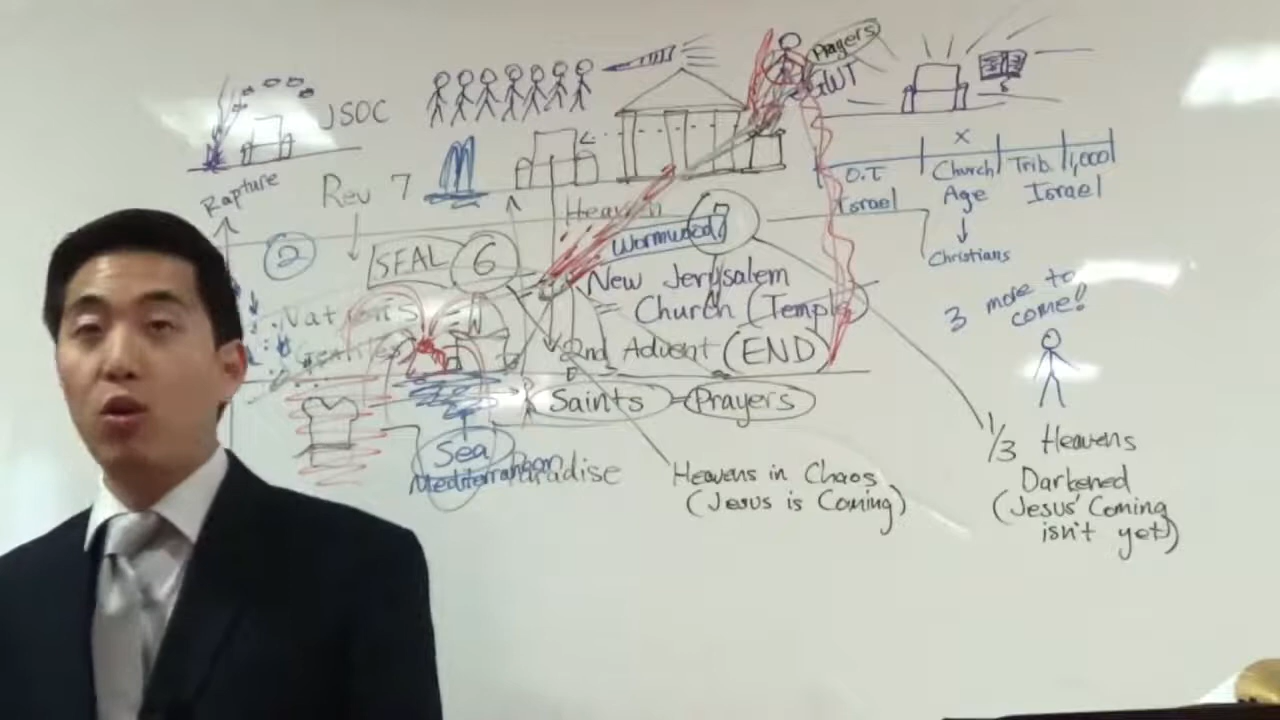 JSOC
Prayers
GWT
Rapture
Rev 7
Heaven
Wormwood
O.T
Israel
X
Church
Age
Trib.
1,000
Israel
Christians
2
SEAL 6
New Jerusalem
Church (Temple)
2nd Advent (END)
Nations
Saints = Prayers
Sea
Mediterranean
Paradise
Heavens in Chaos
(Jesus is Coming)
3 more to
come!
1/3 Heavens
Darkened
(Jesus' Coming
isn't yet)